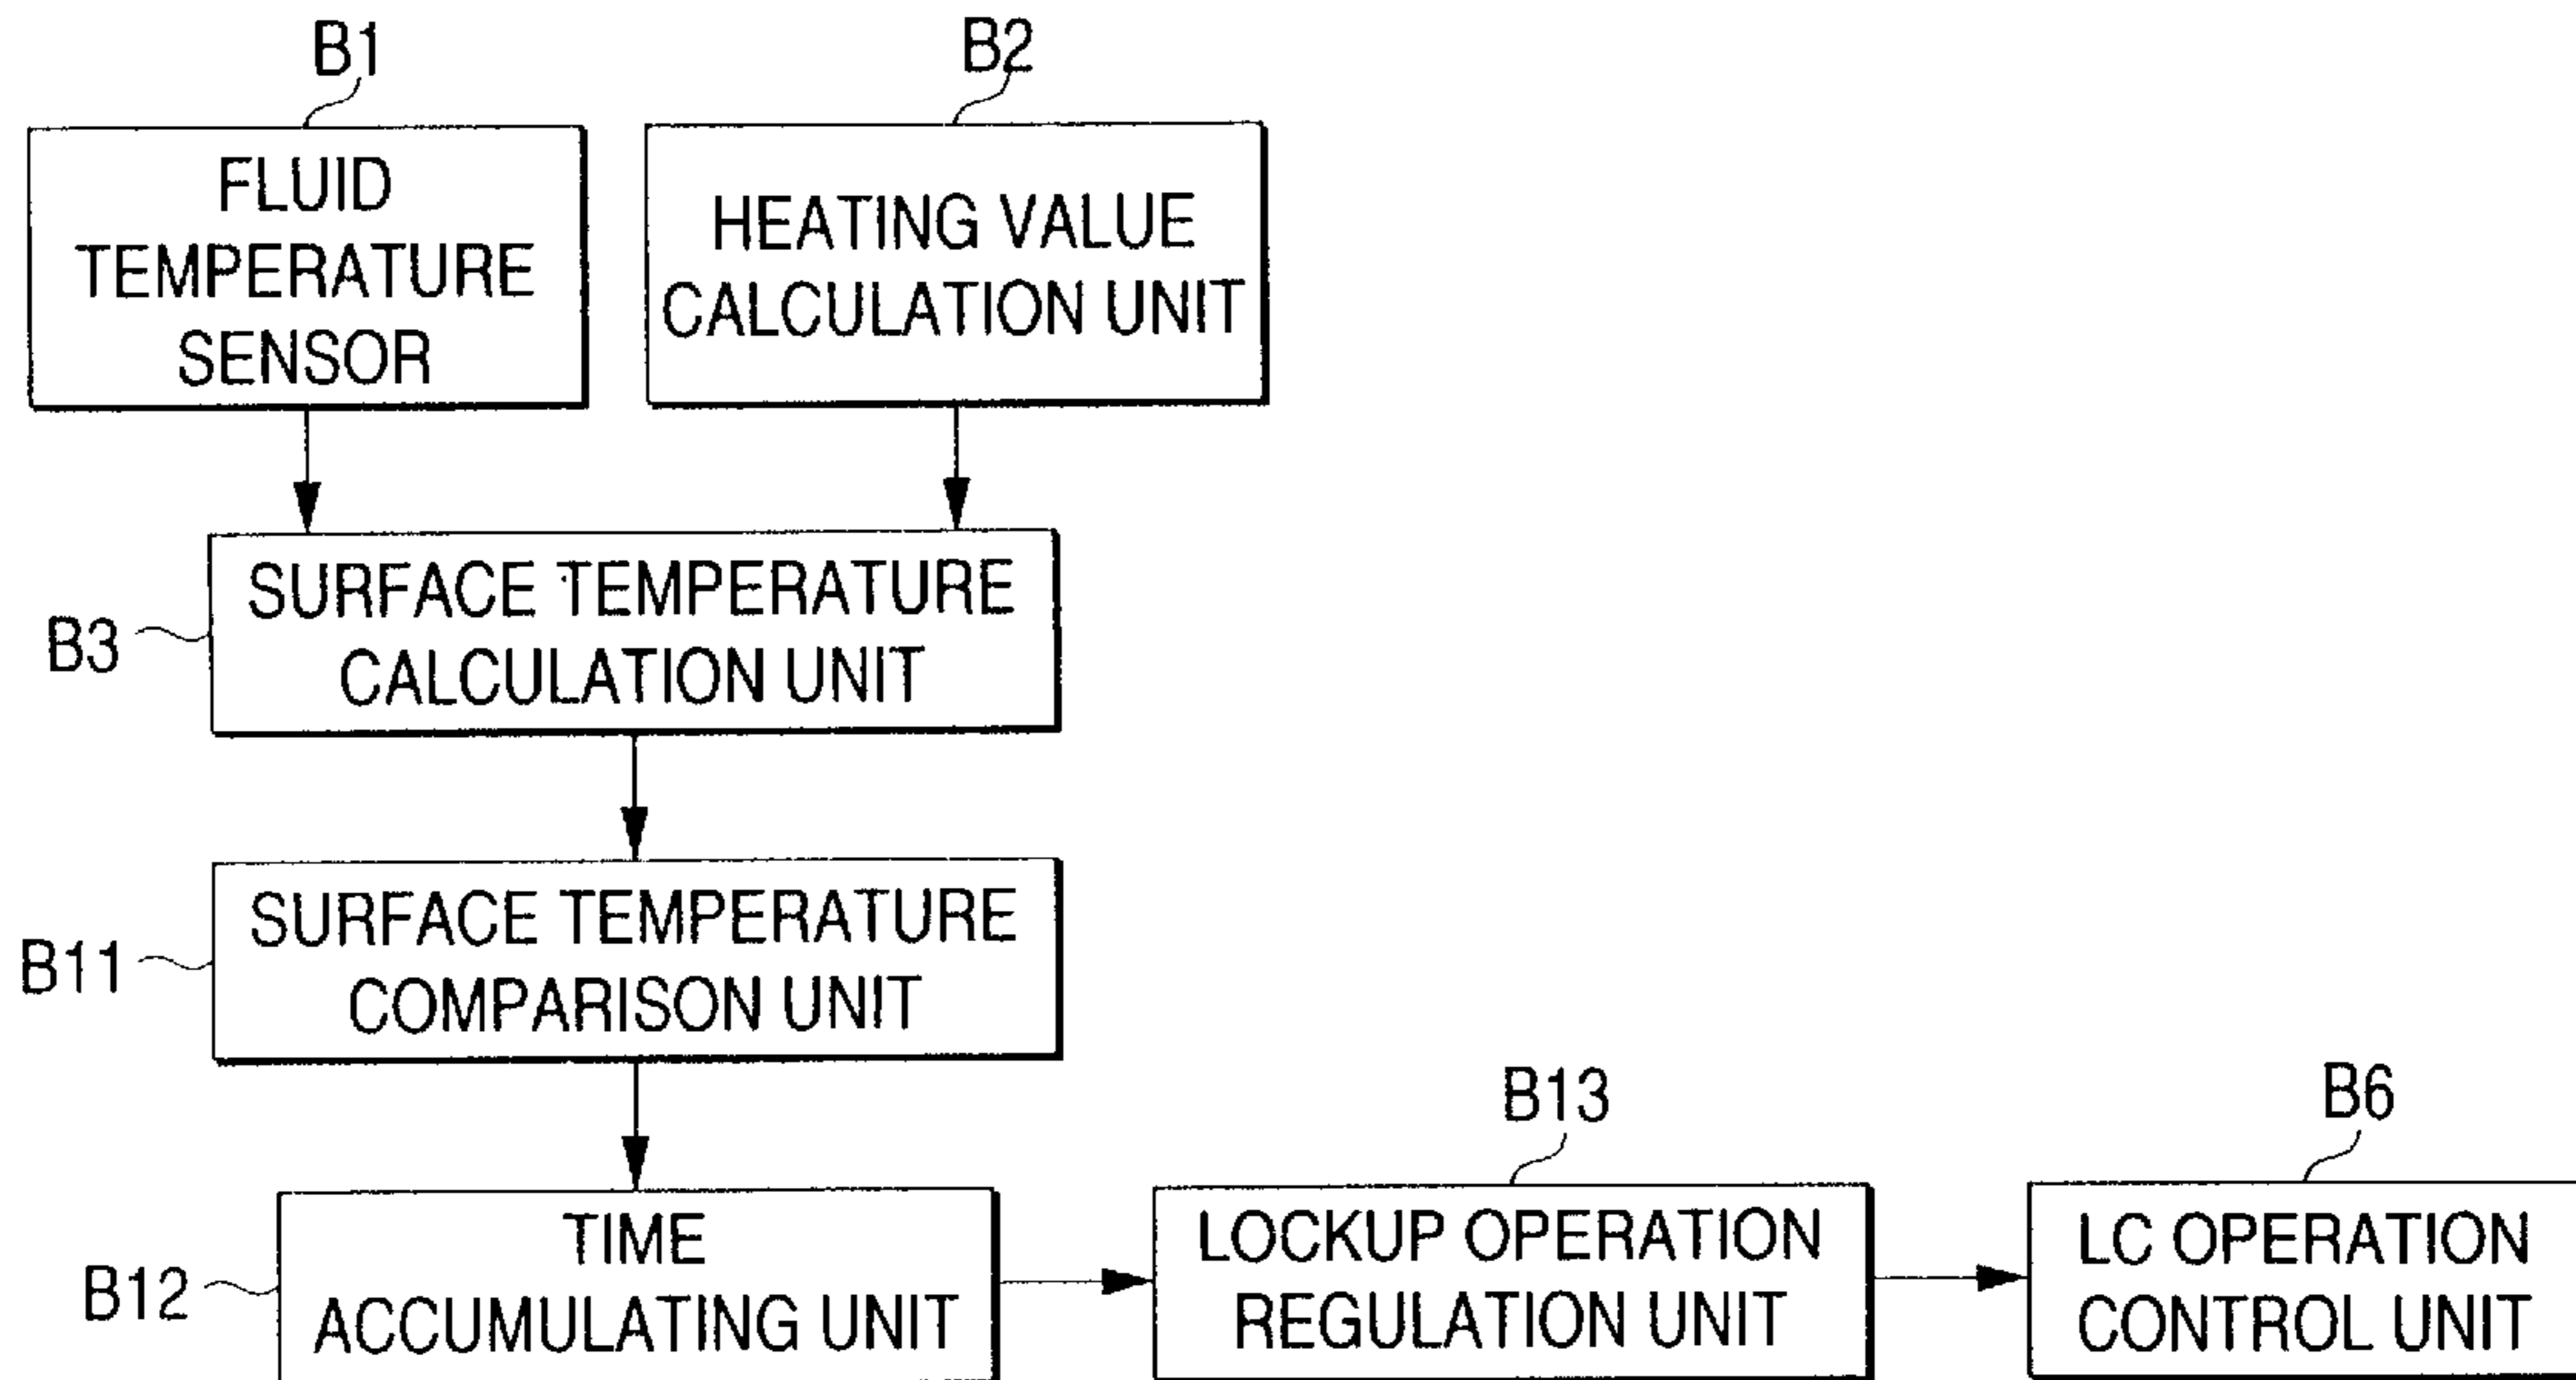 B1
B2
FLUID
TEMPERATURE
SENSOR
HEATING VALUE
CALCULATION UNIT
B3
SURFACE TEMPERATURE
CALCULATION UNIT
B11
SURFACE TEMPERATURE
COMPARISON UNIT
B12
TIME
ACCUMULATING UNIT
B13
LOCKUP OPERATION
REGULATION UNIT
B6
LC OPERATION
CONTROL UNIT